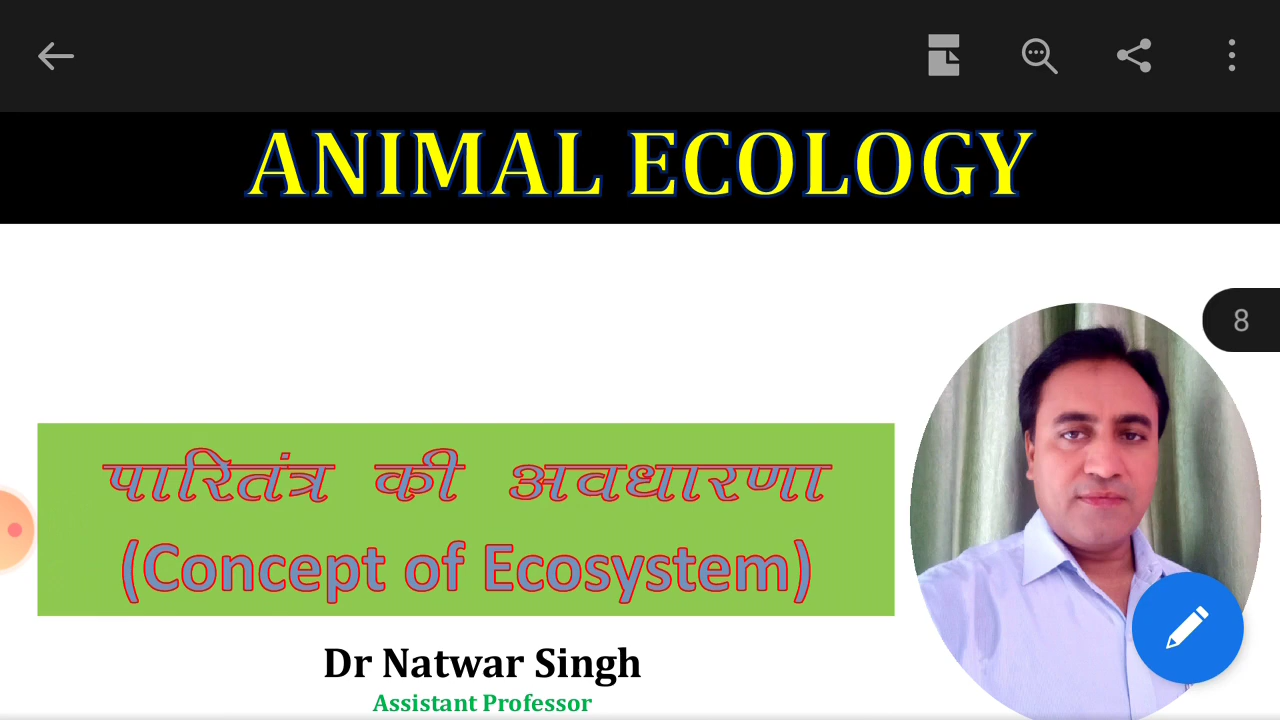 ANIMAL ECOLOGY
8
पारितंत्र की अवधारणा
(Concept of Ecosystem)
Dr Natwar Singh
Assistant Professor